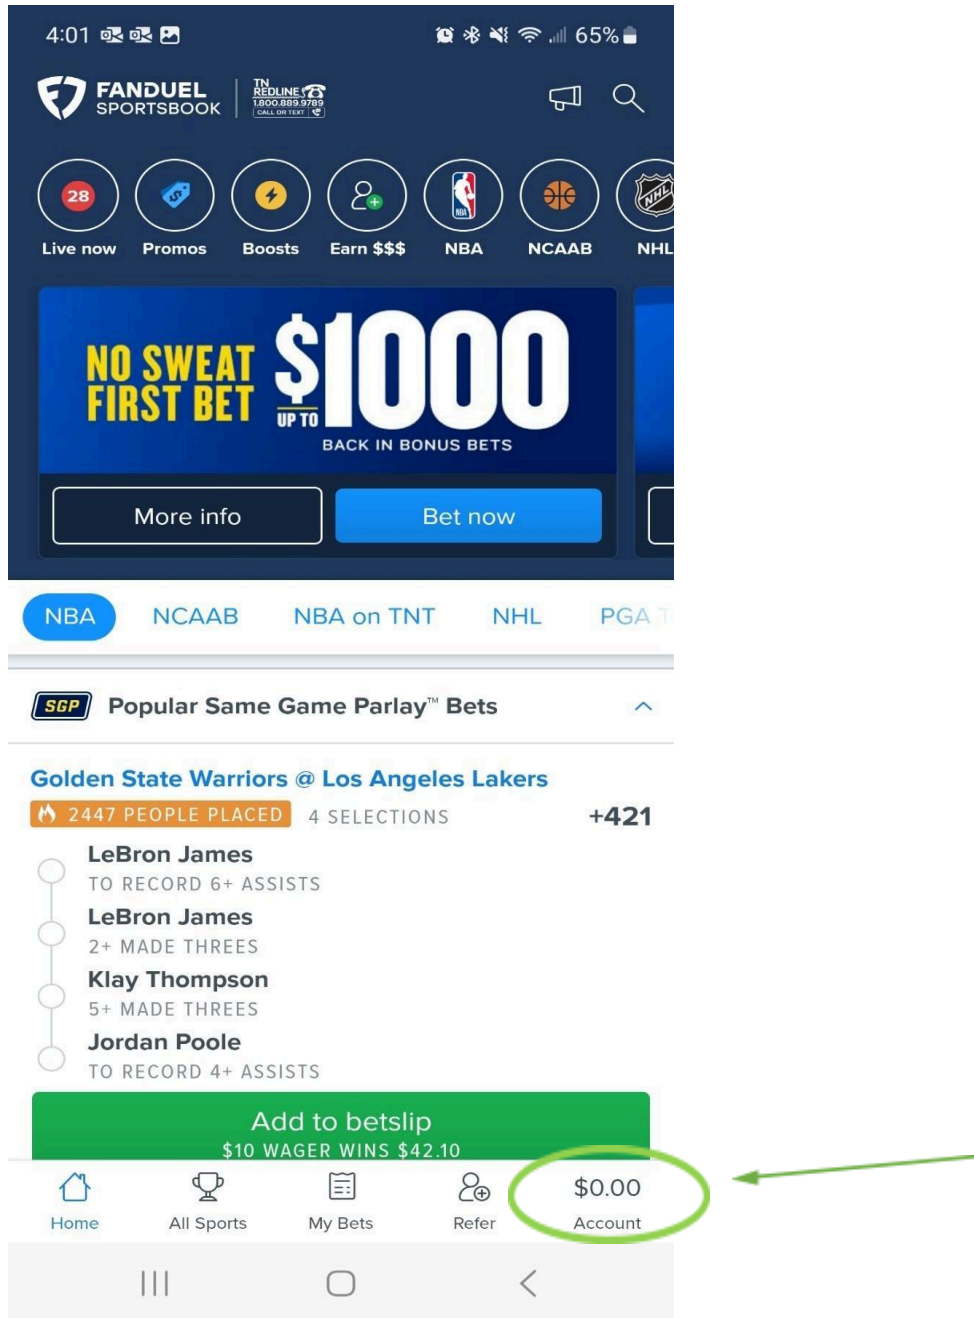 4:01
65%
FANDUEL
SPORTSBOOK
TN
REDLINE
1.800.889.9789
CALL OR TEXT
28
Live now
Promos
Boosts
Earn $$$
NBA
NBA
NCAAB
NHL
NHL
NO SWEAT
FIRST BET
UP TO
$1000
BACK IN BONUS BETS
More info
Bet now
NBA
NCAAB
NBA on TNT
NHL
PGA T
SGP
Popular Same Game Parlay™ Bets
Golden State Warriors @ Los Angeles Lakers
2447 PEOPLE PLACED
4 SELECTIONS
+421
LeBron James
TO RECORD 6+ ASSISTS
LeBron James
2+ MADE THREES
Klay Thompson
5+ MADE THREES
Jordan Poole
TO RECORD 4+ ASSISTS
Add to betslip
$10 WAGER WINS $42.10
Home
All Sports
My Bets
Refer
$0.00
Account